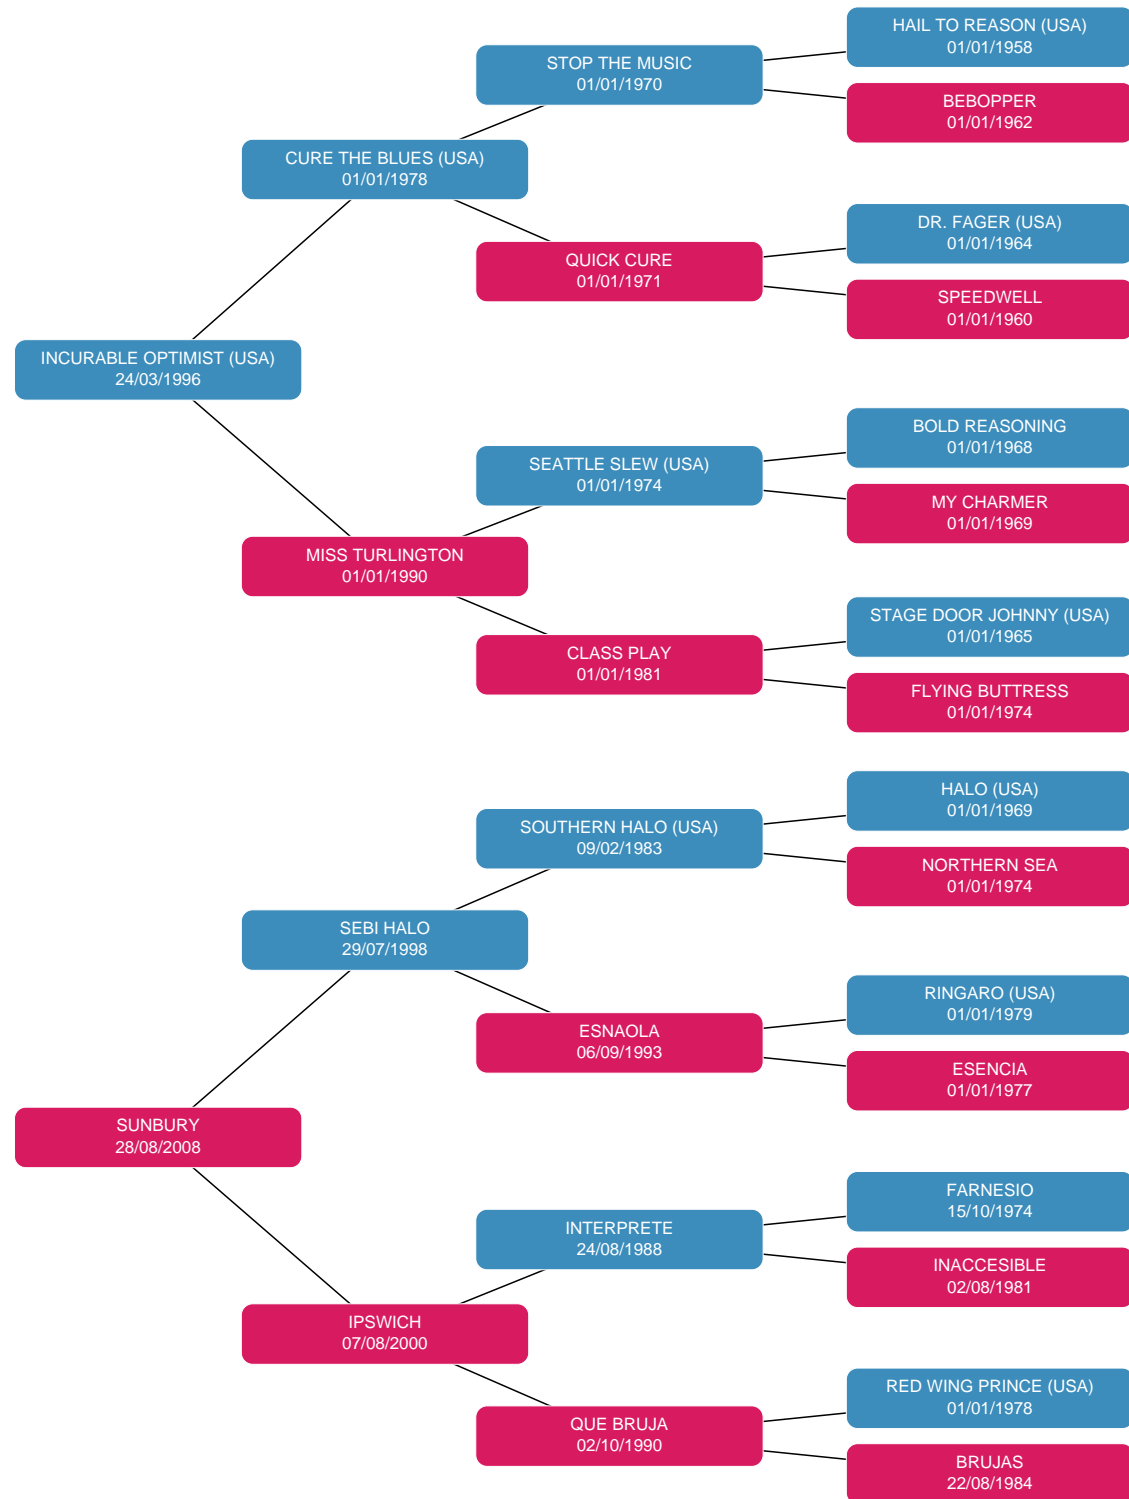 HAIL TO REASON (USA)
01/01/1958
STOP THE MUSIC
01/01/1970
BEBOPPER
01/01/1962
CURE THE BLUES (USA)
01/01/1978
DR. FAGER (USA)
01/01/1964
QUICK CURE
01/01/1971
SPEEDWELL
01/01/1960
INCURABLE OPTIMIST (USA)
24/03/1996
BOLD REASONING
01/01/1968
SEATTLE SLEW (USA)
01/01/1974
MY CHARMER
01/01/1969
MISS TURLINGTON
01/01/1990
STAGE DOOR JOHNNY (USA)
01/01/1965
CLASS PLAY
01/01/1981
FLYING BUTTRESS
01/01/1974
HALO (USA)
01/01/1969
SOUTHERN HALO (USA)
09/02/1983
NORTHERN SEA
01/01/1974
SEBI HALO
29/07/1998
RINGARO (USA)
01/01/1979
ESNAOLA
06/09/1993
ESENCIA
01/01/1977
SUNBURY
28/08/2008
FARNESIO
15/10/1974
INTERPRETE
24/08/1988
INACCESIBLE
02/08/1981
IPSWICH
07/08/2000
RED WING PRINCE (USA)
01/01/1978
QUE BRUJA
02/10/1990
BRUJAS
22/08/1984